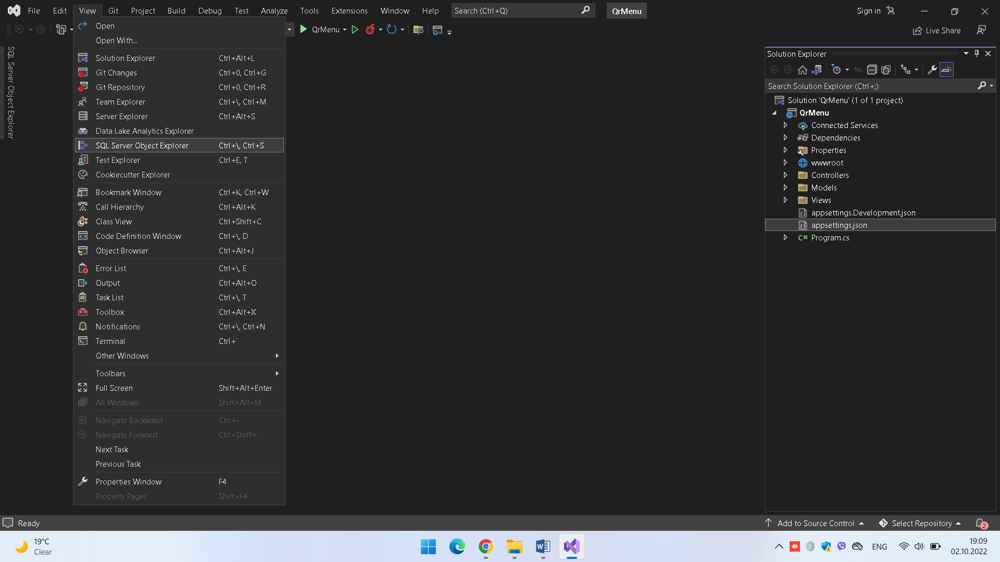 File Edit View Git Project Build Debug Test Analyze Tools Extensions Window Help Search (Ctrl+Q) QrMenu Sign in
QrMenu Live Share
SQL Server Object Explorer
Open
Open With...
Solution Explorer Ctrl+Alt+L
Git Changes Ctrl+0, Ctrl+G
Git Repository Ctrl+0, Ctrl+R
Team Explorer Ctrl+\, Ctrl+M
Server Explorer Ctrl+Alt+S
Data Lake Analytics Explorer
SQL Server Object Explorer Ctrl+\, Ctrl+S
Test Explorer Ctrl+E, T
Cookiecutter Explorer
Bookmark Window Ctrl+K, Ctrl+W
Call Hierarchy Ctrl+Alt+K
Class View Ctrl+Shift+C
Code Definition Window Ctrl+\, D
Object Browser Ctrl+Alt+J
Error List Ctrl+\, E
Output Ctrl+Alt+O
Task List Ctrl+\, T
Toolbox Ctrl+Alt+X
Notifications Ctrl+\, Ctrl+N
Terminal Ctrl+`
Other Windows
Toolbars
Full Screen Shift+Alt+Enter
All Windows Shift+Alt+M
Navigate Backward Ctrl+-
Navigate Forward Ctrl+Shift+-
Next Task
Previous Task
Properties Window F4
Property Pages Shift+F4
Solution Explorer
Search Solution Explorer (Ctrl+;)
Solution 'QrMenu' (1 of 1 project)
QrMenu
Connected Services
Dependencies
Properties
wwwroot
Controllers
Models
Views
appsettings.Development.json
appsettings.json
C# Program.cs
Ready Add to Source Control Select Repository 2
19°C
Clear
ENG
19:09
02.10.2022